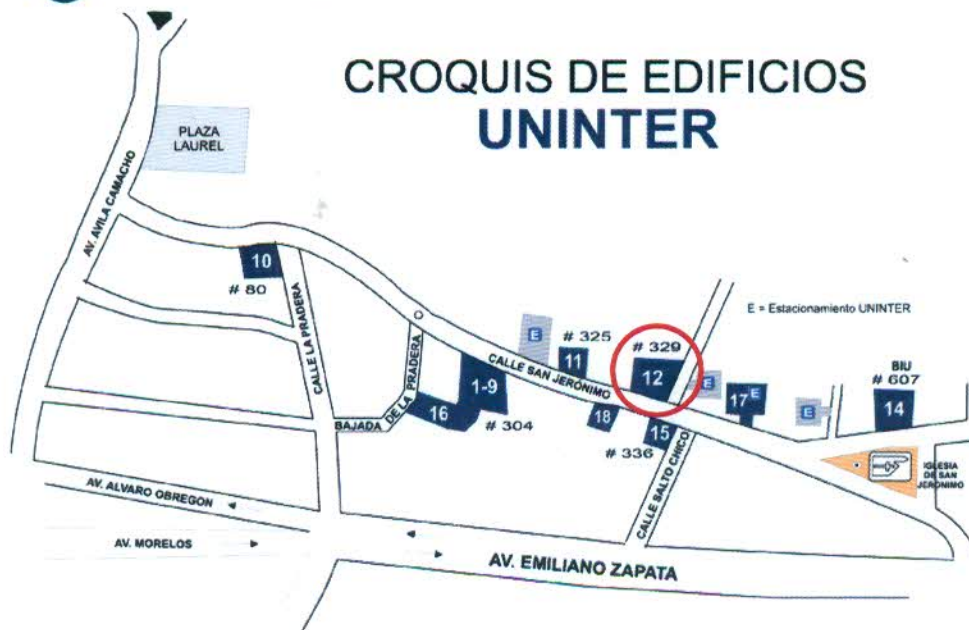 CROQUIS DE EDIFICIOS
UNINTER
PLAZA
LAUREL
AV. AVILA CAMACHO
10
# 80
CALLE LA PRADERA
BAJADA
DE LA
PRADERA
16
1-9
# 304
CALLE SAN JERÓNIMO
E
11
# 325
# 329
12
18
15
# 336
CALLE SALTO CHICO
E = Estacionamiento UNINTER
E
17
E
E
BIU
# 607
14
IGLESIA
DE SAN
JERONIMO
AV. ALVARO OBREGON
AV. MORELOS
AV. EMILIANO ZAPATA